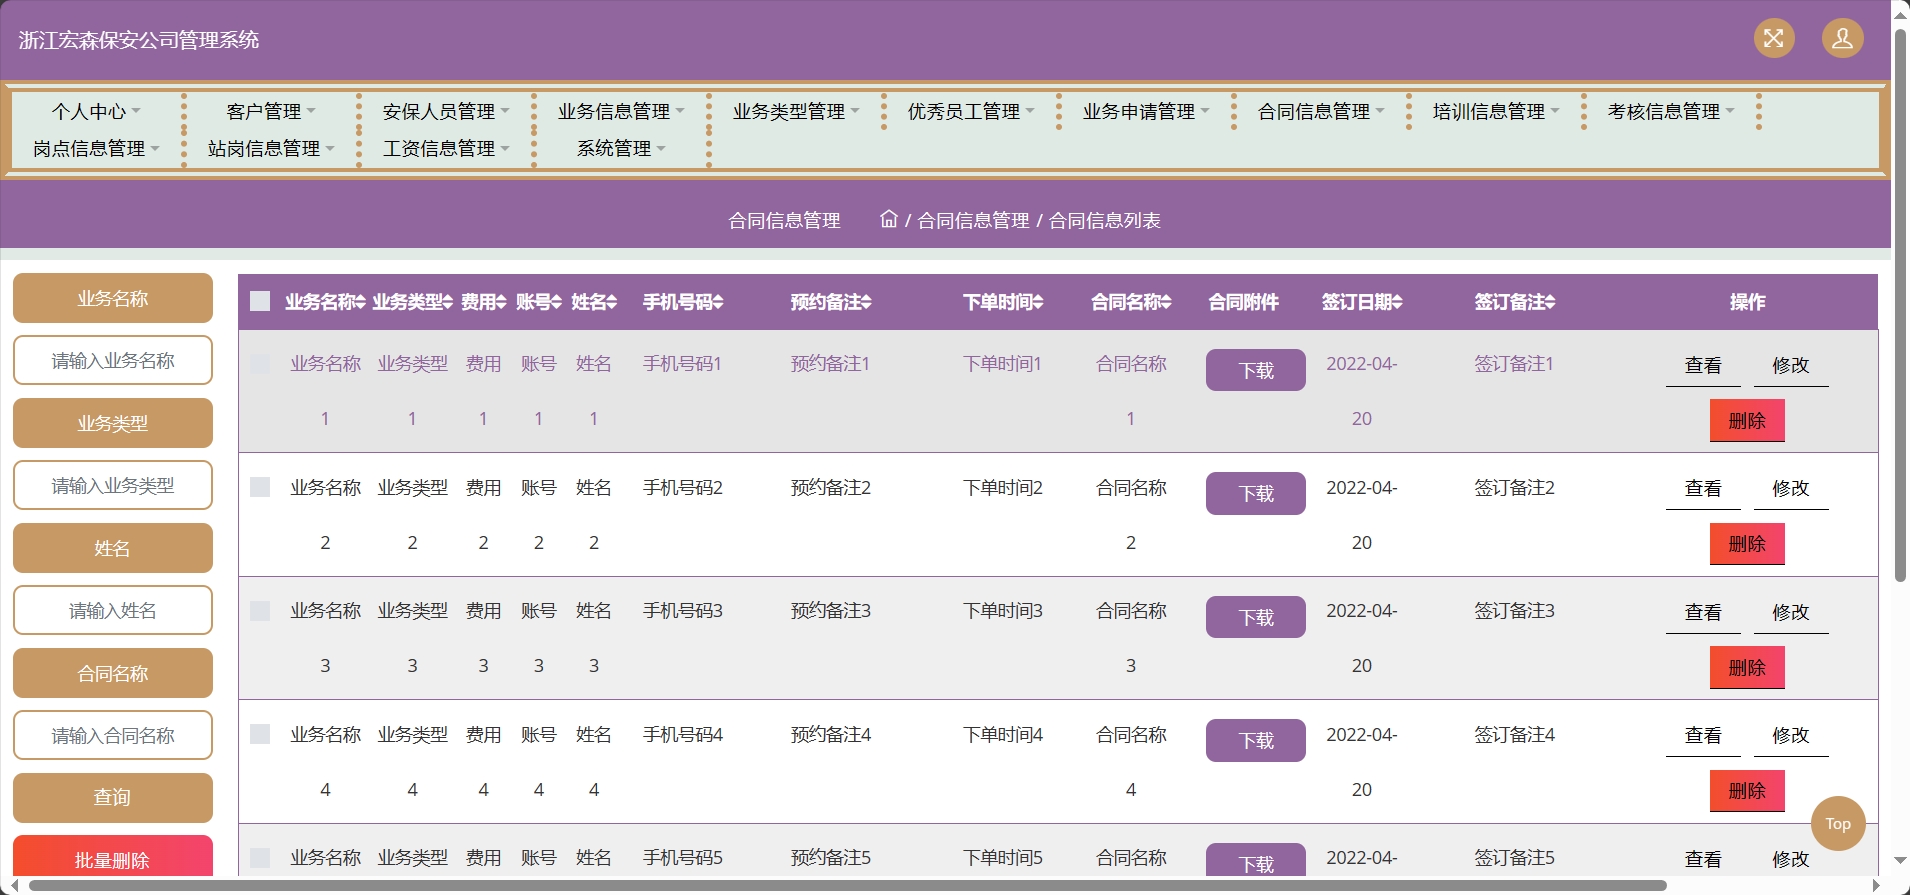 浙江宏森保安公司管理系统
个人中心 客户管理 安保人员管理 业务信息管理 业务类型管理 优秀员工管理 业务申请管理 合同信息管理 培训信息管理 考核信息管理
岗点信息管理 站岗信息管理 工资信息管理 系统管理
合同信息管理 / 合同信息管理 / 合同信息列表
业务名称
请输入业务名称
业务类型
请输入业务类型
姓名
请输入姓名
合同名称
请输入合同名称
查询
批量删除
业务名称 业务类型 费用 账号 姓名 手机号码 预约备注 下单时间 合同名称 合同附件 签订日期 签订备注 操作
业务名称 业务类型 费用 账号 姓名 手机号码1 预约备注1 下单时间1 合同名称 下载 2022-04- 签订备注1 查看 修改
1 1 1 1 1 1 20 删除
业务名称 业务类型 费用 账号 姓名 手机号码2 预约备注2 下单时间2 合同名称 下载 2022-04- 签订备注2 查看 修改
2 2 2 2 2 2 20 删除
业务名称 业务类型 费用 账号 姓名 手机号码3 预约备注3 下单时间3 合同名称 下载 2022-04- 签订备注3 查看 修改
3 3 3 3 3 3 20 删除
业务名称 业务类型 费用 账号 姓名 手机号码4 预约备注4 下单时间4 合同名称 下载 2022-04- 签订备注4 查看 修改
4 4 4 4 4 4 20 删除
业务名称 业务类型 费用 账号 姓名 手机号码5 预约备注5 下单时间5 合同名称 下载 2022-04- 签订备注5 查看 修改
Top